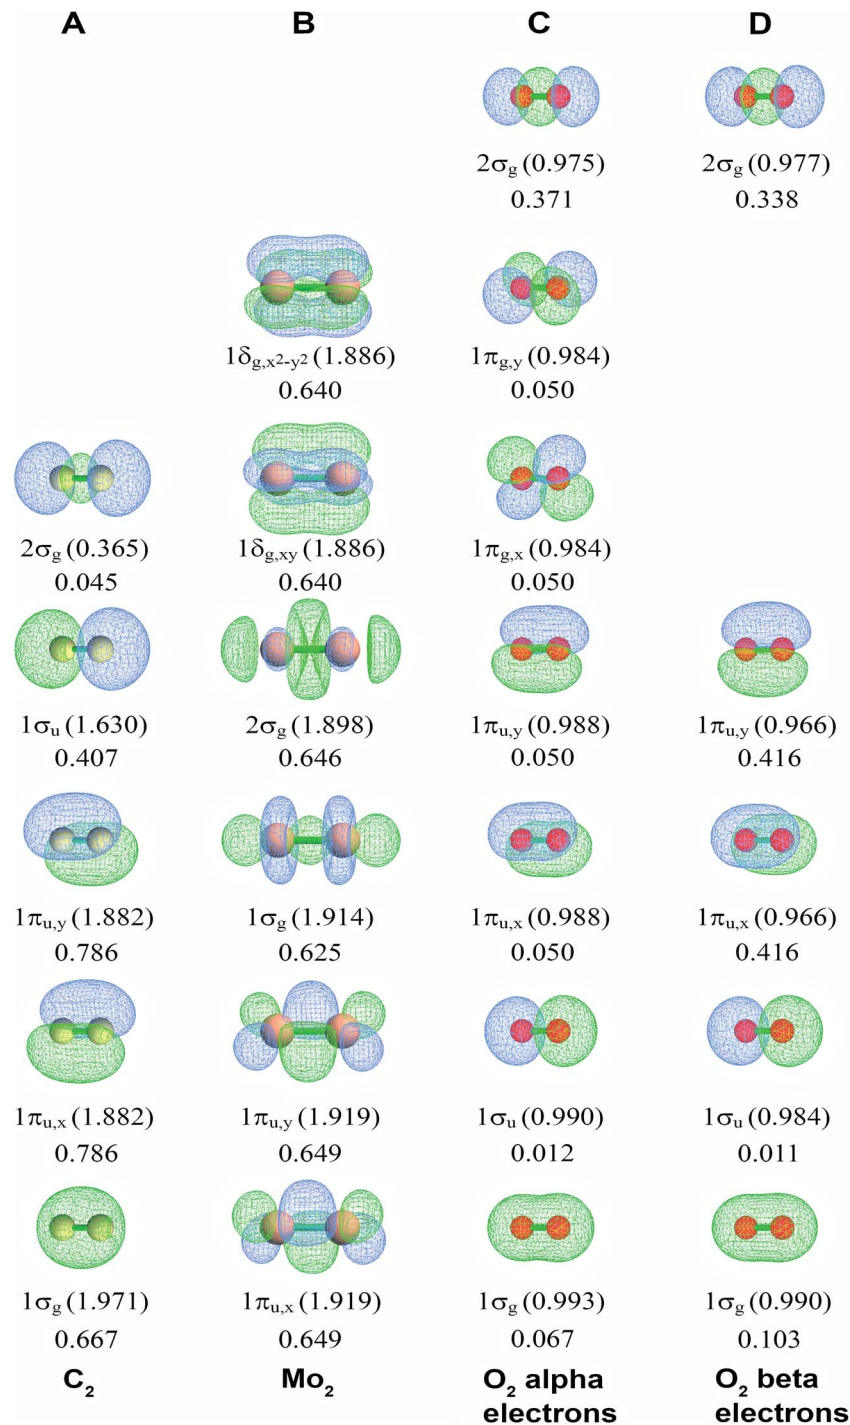 A B C D
2σg (0.975) 2σg (0.977)
0.371 0.338
1δg,x²-y² (1.886) 1πg,y (0.984)
0.640 0.050
2σg (0.365) 1δg,xy (1.886) 1πg,x (0.984)
0.045 0.640 0.050
1σu (1.630) 2σg (1.898) 1πu,y (0.988) 1πu,y (0.966)
0.407 0.646 0.050 0.416
1πu,y (1.882) 1σg (1.914) 1πu,x (0.988) 1πu,x (0.966)
0.786 0.625 0.050 0.416
1πu,x (1.882) 1πu,y (1.919) 1σu (0.990) 1σu (0.984)
0.786 0.649 0.012 0.011
1σg (1.971) 1πu,x (1.919) 1σg (0.993) 1σg (0.990)
0.667 0.649 0.067 0.103
C₂ Mo₂ O₂ alpha O₂ beta
electrons electrons